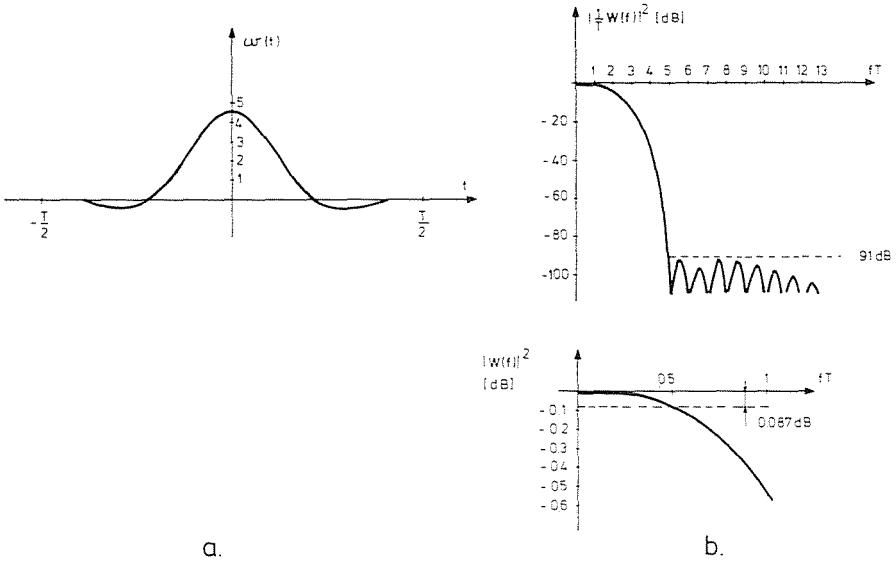 w(t)
5
4
3
2
1
t
-T/2
T/2
a.
|1/T W(f)|² [dB]
1 2 3 4 5 6 7 8 9 10 11 12 13 fT
-20
-40
-60
-80
-100
91 dB
|W(f)|²
[dB]
0.5 1 fT
-0.1
-0.2
-0.3
-0.4
-0.5
-0.6
0.087dB
b.